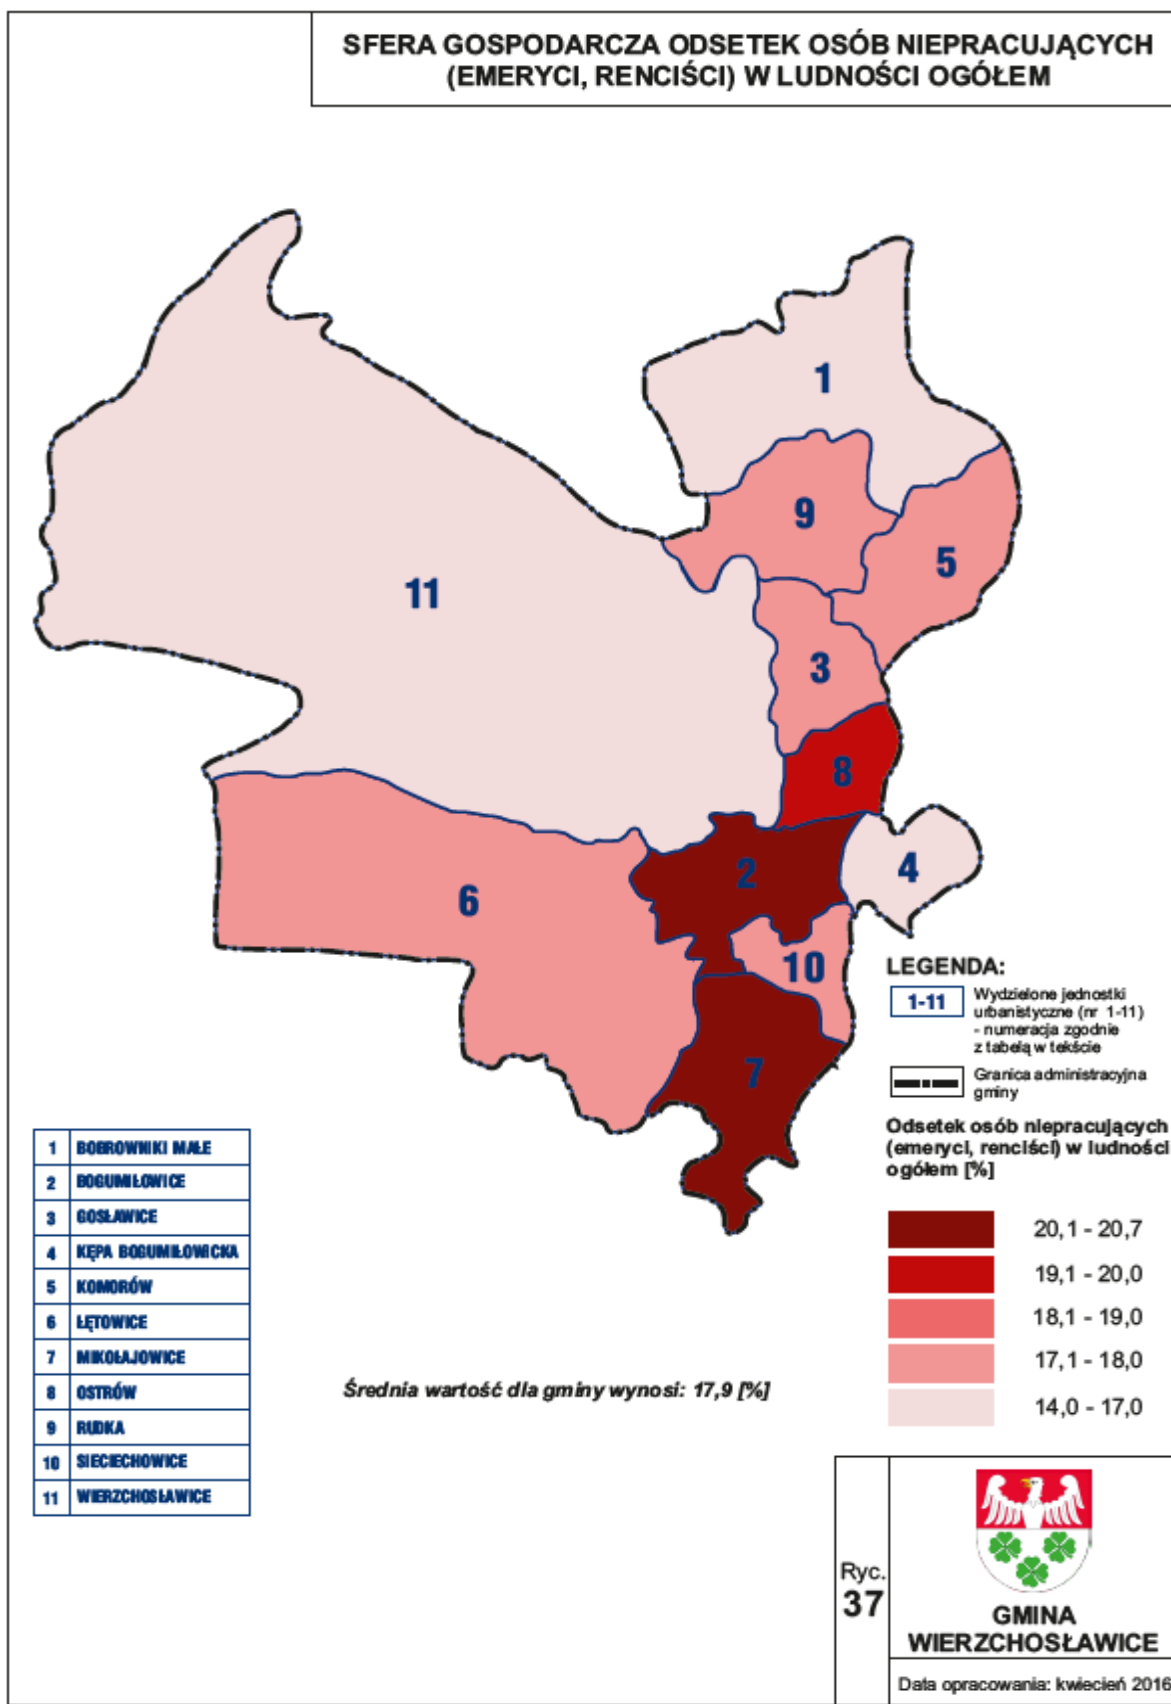 SFERA GOSPODARCZA ODSETEK OSÓB NIEPRACUJĄCYCH
(EMERYCI, RENCIŚCI) W LUDNOŚCI OGÓŁEM
1
9
5
11
3
8
2
4
6
10
7
LEGENDA:
1-11
Wydzielone jednostki
urbanistyczne (nr 1-11)
- numeracja zgodnie
z tabelą w tekście
Granica administracyjna
gminy
Odsetek osób niepracujących
(emeryci, renciści) w ludności
ogółem [%]
20,1 - 20,7
19,1 - 20,0
18,1 - 19,0
17,1 - 18,0
14,0 - 17,0
1 BOBROWNIKI MAŁE
2 BOGUMIŁOWICE
3 GOSŁAWICE
4 KĘPA BOGUMIŁOWICKA
5 KOMORÓW
6 ŁĘTOWICE
7 MIKOŁAJOWICE
8 OSTRÓW
9 RUDKA
10 SIECIECHOWICE
11 WIERZCHOSŁAWICE
Średnia wartość dla gminy wynosi: 17,9 [%]
Ryc.
37
GMINA
WIERZCHOSŁAWICE
Data opracowania: kwiecień 2016